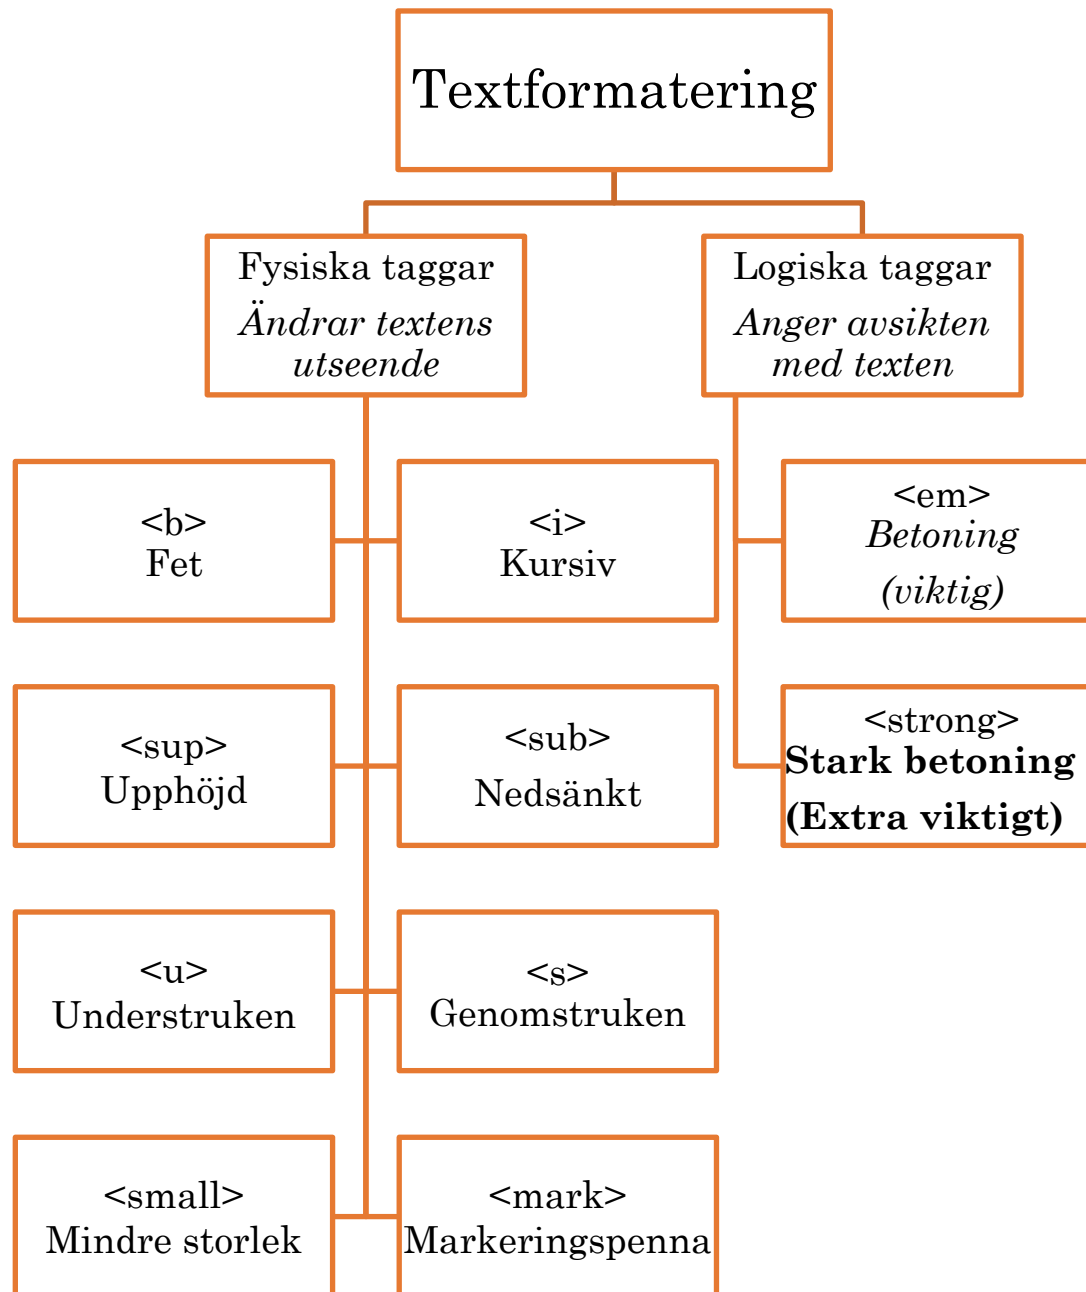 Textformatering
Fysiska taggar
Ändrar textens
utseende
Logiska taggar
Anger avsikten
med texten
<b>
Fet
<i>
Kursiv
<em>
Betoning
(viktig)
<sup>
Upphöjd
<sub>
Nedsänkt
<strong>
Stark betoning
(Extra viktigt)
<u>
Understruken
<s>
Genomstruken
<small>
Mindre storlek
<mark>
Markeringspenna